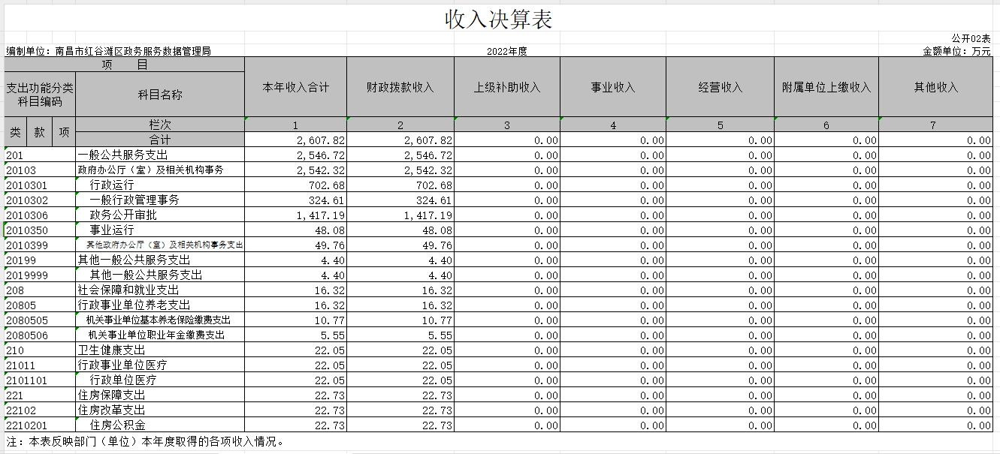 收入决算表
公开02表
编制单位：南昌市红谷滩区政务服务数据管理局 2022年度 金额单位：万元
项 目 本年收入合计 财政拨款收入 上级补助收入 事业收入 经营收入 附属单位上缴收入 其他收入
支出功能分类科目编码 科目名称
类 款 项 栏次 1 2 3 4 5 6 7
合计 2,607.82 2,607.82 0.00 0.00 0.00 0.00 0.00
201 一般公共服务支出 2,546.72 2,546.72 0.00 0.00 0.00 0.00 0.00
20103 政府办公厅（室）及相关机构事务 2,542.32 2,542.32 0.00 0.00 0.00 0.00 0.00
2010301 行政运行 702.68 702.68 0.00 0.00 0.00 0.00 0.00
2010302 一般行政管理事务 324.61 324.61 0.00 0.00 0.00 0.00 0.00
2010306 政务公开审批 1,417.19 1,417.19 0.00 0.00 0.00 0.00 0.00
2010350 事业运行 48.08 48.08 0.00 0.00 0.00 0.00 0.00
2010399 其他政府办公厅（室）及相关机构事务支出 49.76 49.76 0.00 0.00 0.00 0.00 0.00
20199 其他一般公共服务支出 4.40 4.40 0.00 0.00 0.00 0.00 0.00
2019999 其他一般公共服务支出 4.40 4.40 0.00 0.00 0.00 0.00 0.00
208 社会保障和就业支出 16.32 16.32 0.00 0.00 0.00 0.00 0.00
20805 行政事业单位养老支出 16.32 16.32 0.00 0.00 0.00 0.00 0.00
2080505 机关事业单位基本养老保险缴费支出 10.77 10.77 0.00 0.00 0.00 0.00 0.00
2080506 机关事业单位职业年金缴费支出 5.55 5.55 0.00 0.00 0.00 0.00 0.00
210 卫生健康支出 22.05 22.05 0.00 0.00 0.00 0.00 0.00
21011 行政事业单位医疗 22.05 22.05 0.00 0.00 0.00 0.00 0.00
2101101 行政单位医疗 22.05 22.05 0.00 0.00 0.00 0.00 0.00
221 住房保障支出 22.73 22.73 0.00 0.00 0.00 0.00 0.00
22102 住房改革支出 22.73 22.73 0.00 0.00 0.00 0.00 0.00
2210201 住房公积金 22.73 22.73 0.00 0.00 0.00 0.00 0.00
注：本表反映部门（单位）本年度取得的各项收入情况。